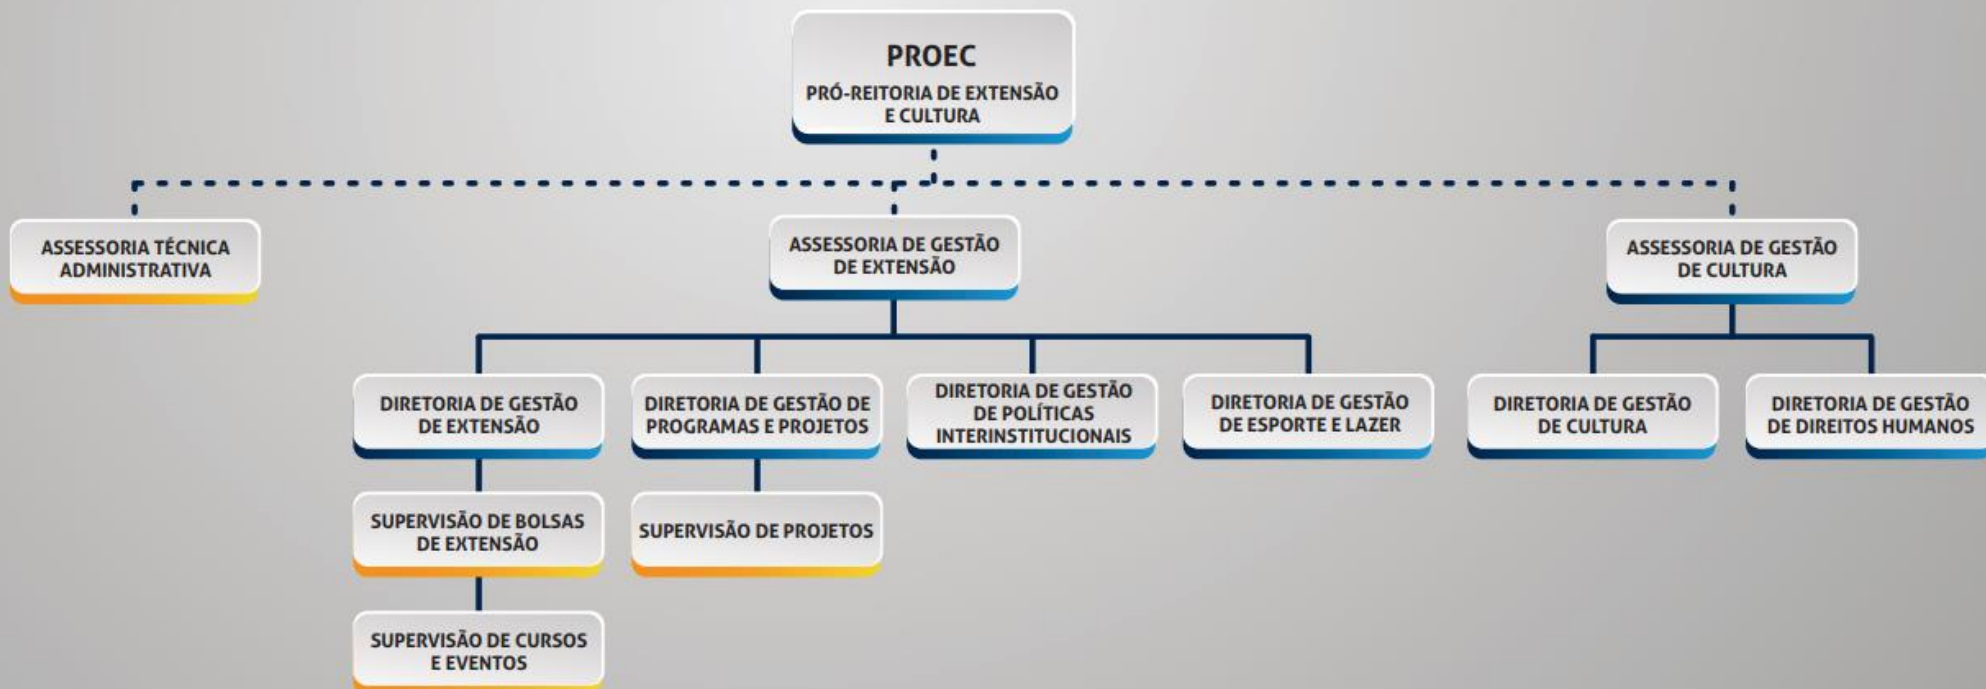 PROEC
PRÓ-REITORIA DE EXTENSÃO
E CULTURA
ASSESSORIA TÉCNICA
ADMINISTRATIVA
ASSESSORIA DE GESTÃO
DE EXTENSÃO
ASSESSORIA DE GESTÃO
DE CULTURA
DIRETORIA DE GESTÃO
DE EXTENSÃO
DIRETORIA DE GESTÃO DE
PROGRAMAS E PROJETOS
DIRETORIA DE GESTÃO
DE POLÍTICAS
INTERINSTITUCIONAIS
DIRETORIA DE GESTÃO
DE ESPORTE E LAZER
DIRETORIA DE GESTÃO
DE CULTURA
DIRETORIA DE GESTÃO
DE DIREITOS HUMANOS
SUPERVISÃO DE BOLSAS
DE EXTENSÃO
SUPERVISÃO DE PROJETOS
SUPERVISÃO DE CURSOS
E EVENTOS